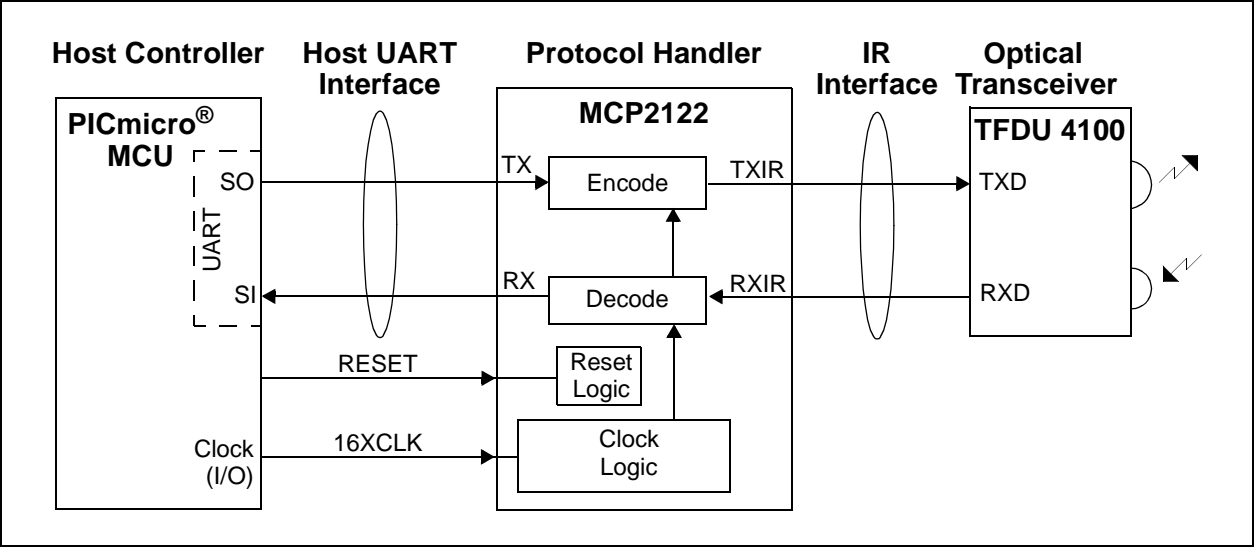 Host Controller
Host UART
Interface
Protocol Handler
IR
Interface
Optical
Transceiver
PICmicro®
MCU
MCP2122
TFDU 4100
SO
UART
SI
TX
Encode
TXIR
TXD
RX
Decode
RXIR
RXD
RESET
Reset
Logic
Clock
(I/O)
16XCLK
Clock
Logic